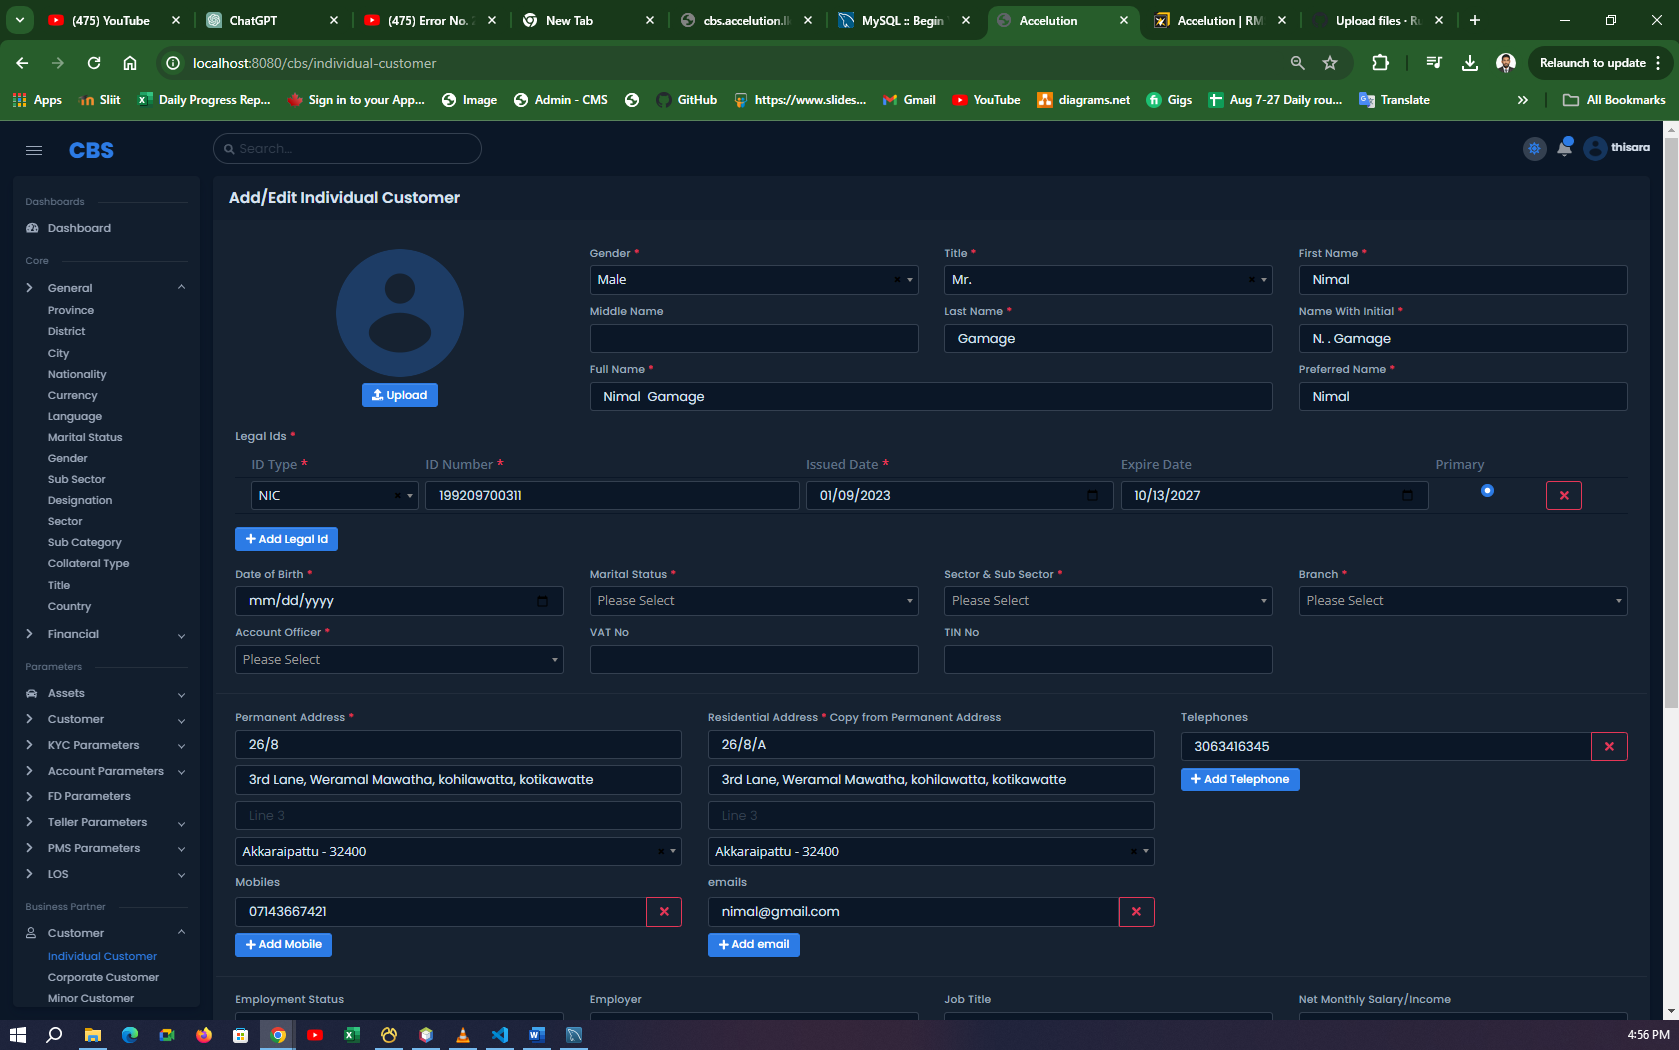 (475) YouTube
ChatGPT
(475) Error No. 2
New Tab
cbs.accelution.lk
MySQL :: Begin
Accelution
Accelution | RM
Upload files · Ru
localhost:8080/cbs/individual-customer
Relaunch to update
Apps
Sliit
Daily Progress Rep...
Sign in to your App...
Image
Admin - CMS
GitHub
https://www.slides...
Gmail
YouTube
diagrams.net
Gigs
Aug 7-27 Daily rou...
Translate
All Bookmarks
CBS
Search...
thisara
Dashboards
Dashboard
Core
General
Province
District
City
Nationality
Currency
Language
Marital Status
Gender
Sub Sector
Designation
Sector
Sub Category
Collateral Type
Title
Country
Financial
Parameters
Assets
Customer
KYC Parameters
Account Parameters
FD Parameters
Teller Parameters
PMS Parameters
LOS
Business Partner
Customer
Individual Customer
Corporate Customer
Minor Customer
Add/Edit Individual Customer
Upload
Gender *
Title *
First Name *
Male
Mr.
Nimal
Middle Name
Last Name *
Name With Initial *
Gamage
N. . Gamage
Full Name *
Preferred Name *
Nimal  Gamage
Nimal
Legal Ids *
ID Type *
ID Number *
Issued Date *
Expire Date
Primary
NIC
199209700311
01/09/2023
10/13/2027
+ Add Legal Id
Date of Birth *
Marital Status *
Sector & Sub Sector *
Branch *
mm/dd/yyyy
Please Select
Please Select
Please Select
Account Officer *
VAT No
TIN No
Please Select
Permanent Address *
Residential Address * Copy from Permanent Address
Telephones
26/8
26/8/A
3063416345
3rd Lane, Weramal Mawatha, kohilawatta, kotikawatte
3rd Lane, Weramal Mawatha, kohilawatta, kotikawatte
+ Add Telephone
Line 3
Line 3
Akkaraipattu - 32400
Akkaraipattu - 32400
Mobiles
emails
07143667421
nimal@gmail.com
+ Add Mobile
+ Add email
Employment Status
Employer
Job Title
Net Monthly Salary/Income
4:56 PM